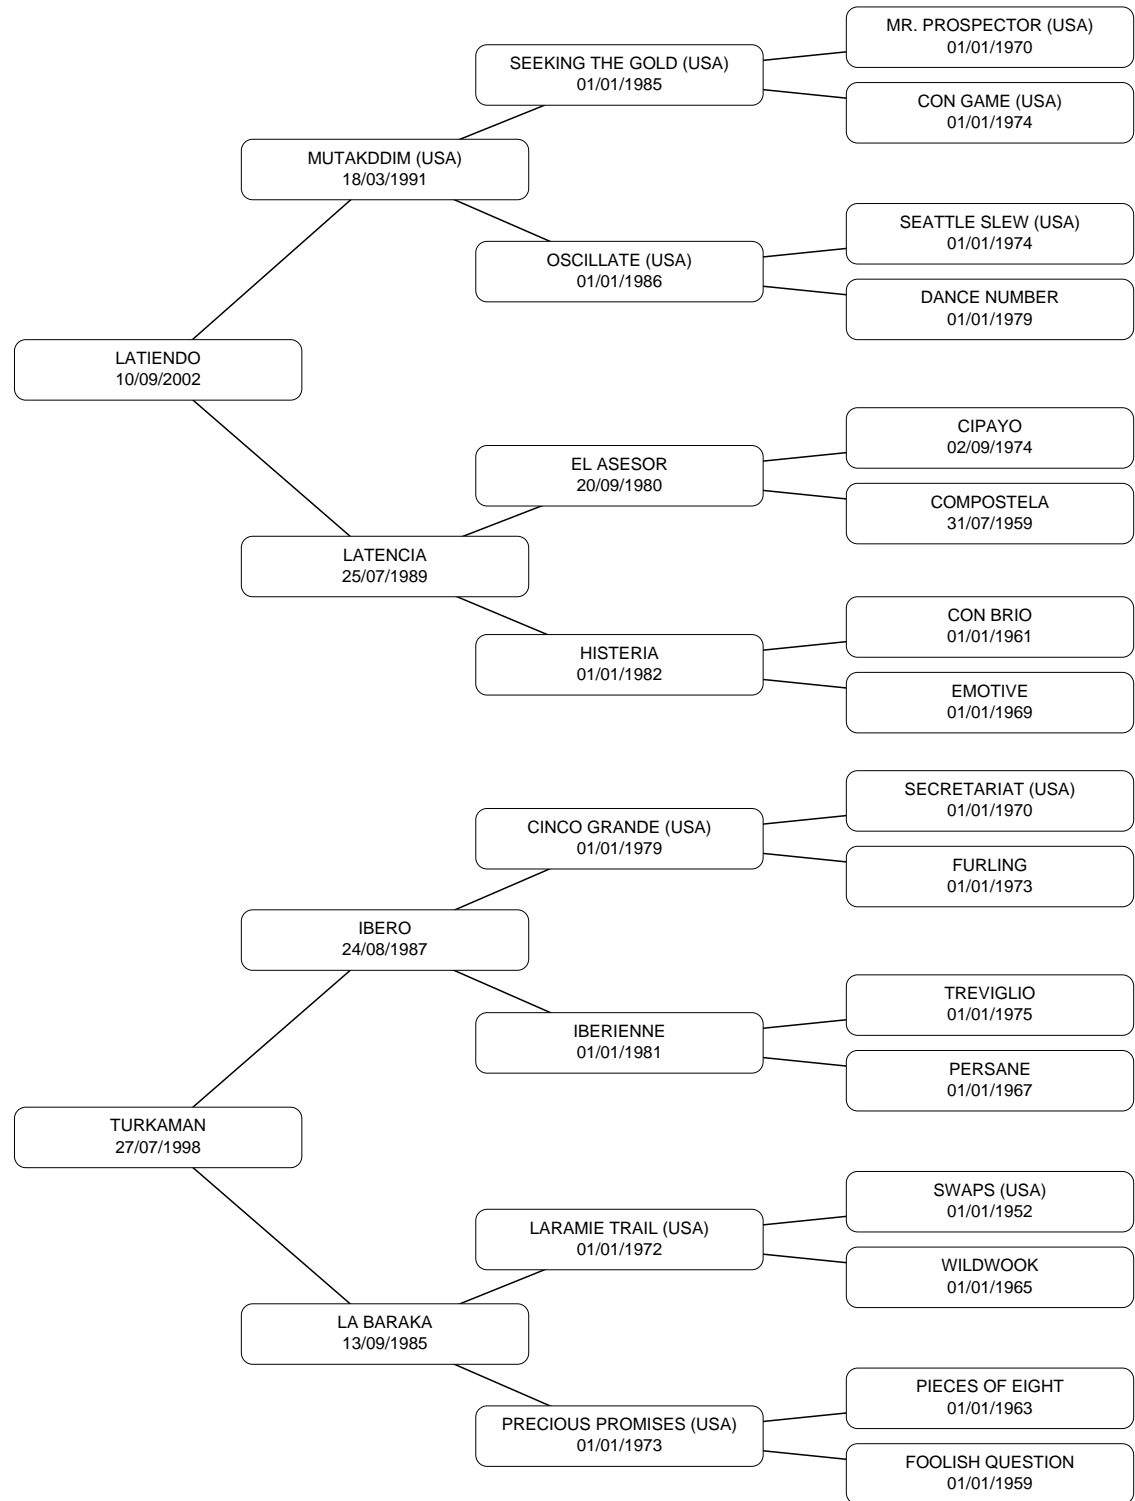 MR. PROSPECTOR (USA)
01/01/1970
SEEKING THE GOLD (USA)
01/01/1985
CON GAME (USA)
01/01/1974
MUTAKDDIM (USA)
18/03/1991
SEATTLE SLEW (USA)
01/01/1974
OSCILLATE (USA)
01/01/1986
DANCE NUMBER
01/01/1979
LATIENDO
10/09/2002
CIPAYO
02/09/1974
EL ASESOR
20/09/1980
COMPOSTELA
31/07/1959
LATENCIA
25/07/1989
CON BRIO
01/01/1961
HISTERIA
01/01/1982
EMOTIVE
01/01/1969
SECRETARIAT (USA)
01/01/1970
CINCO GRANDE (USA)
01/01/1979
FURLING
01/01/1973
IBERO
24/08/1987
TREVIGLIO
01/01/1975
IBERIENNE
01/01/1981
PERSANE
01/01/1967
TURKAMAN
27/07/1998
SWAPS (USA)
01/01/1952
LARAMIE TRAIL (USA)
01/01/1972
WILDWOOK
01/01/1965
LA BARAKA
13/09/1985
PIECES OF EIGHT
01/01/1963
PRECIOUS PROMISES (USA)
01/01/1973
FOOLISH QUESTION
01/01/1959